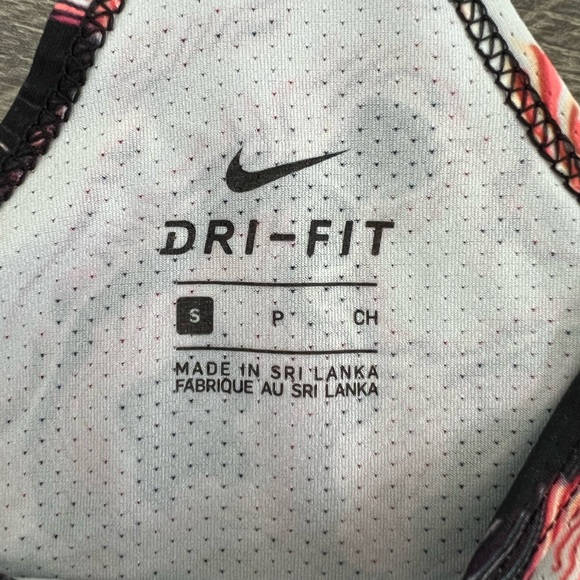 DRI-FIT
S P CH
MADE IN SRI LANKA
FABRIQUE AU SRI LANKA